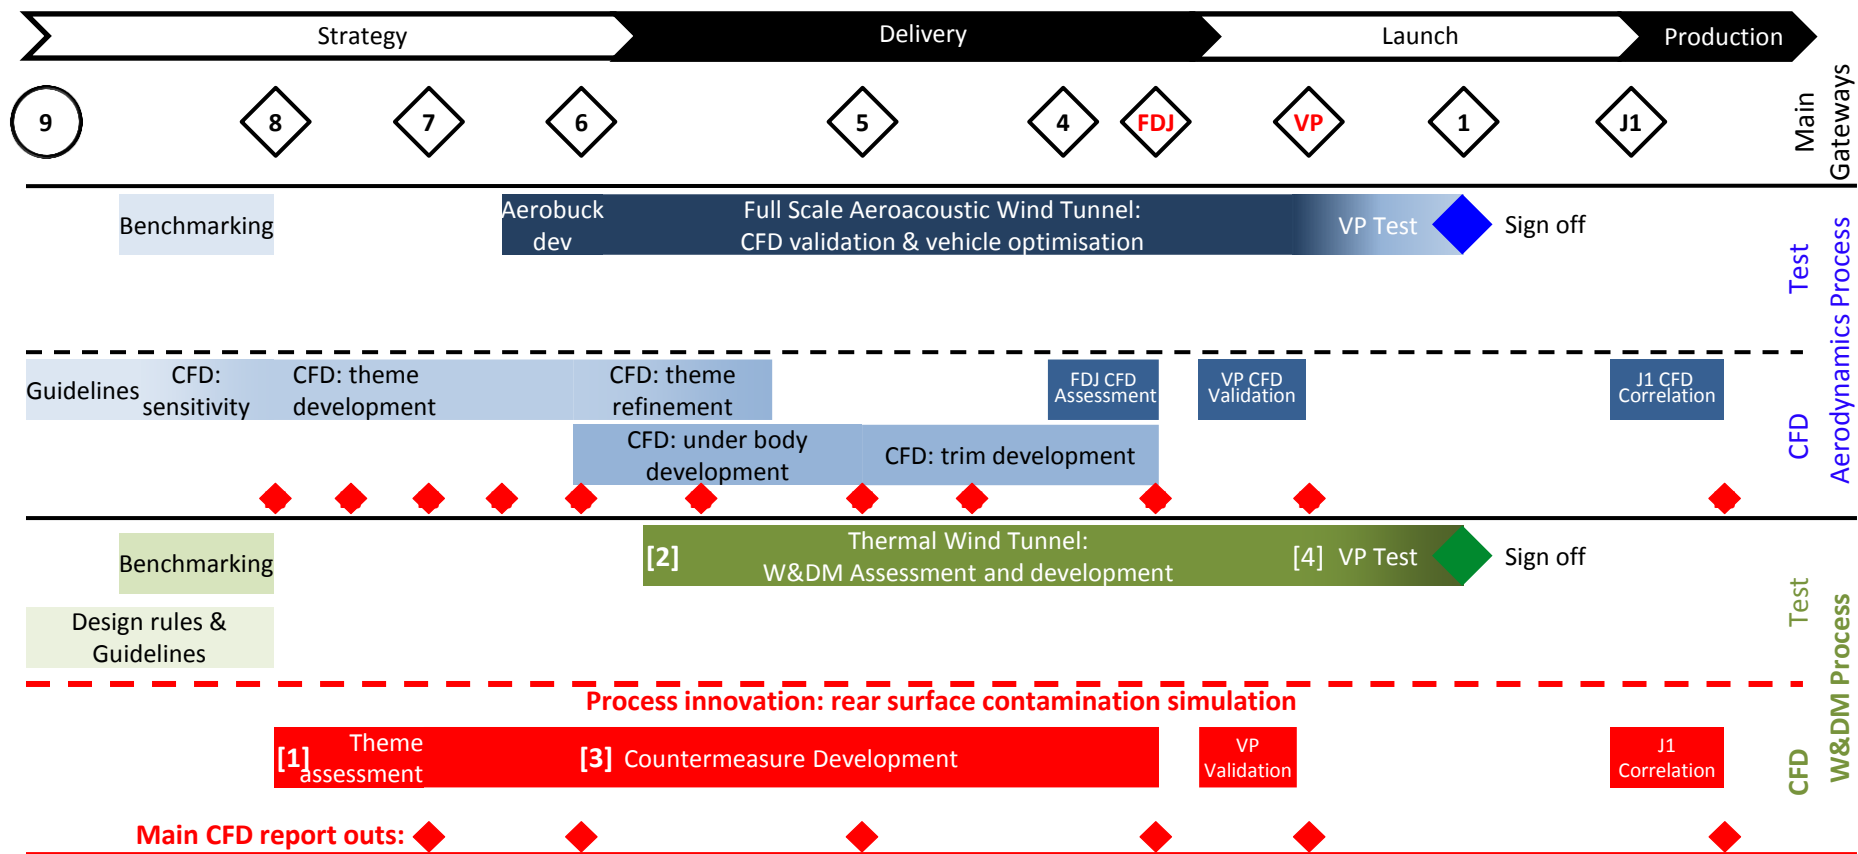 Strategy
Delivery
Launch
Production
9
8
7
6
5
4
FDJ
VP
1
J1
Main
Gateways
Benchmarking
Aerobuck
dev
Full Scale Aeroacoustic Wind Tunnel:
CFD validation & vehicle optimisation
VP Test
Sign off
Test
Aerodynamics Process
Guidelines
CFD:
sensitivity
CFD: theme
development
CFD: theme
refinement
FDJ CFD
Assessment
VP CFD
Validation
J1 CFD
Correlation
CFD: under body
development
CFD: trim development
CFD
Benchmarking
[2]
Thermal Wind Tunnel:
W&DM Assessment and development
[4] VP Test
Sign off
Design rules &
Guidelines
Test
W&DM Process
Process innovation: rear surface contamination simulation
[1]
Theme
assessment
[3] Countermeasure Development
VP
Validation
J1
Correlation
CFD
Main CFD report outs: